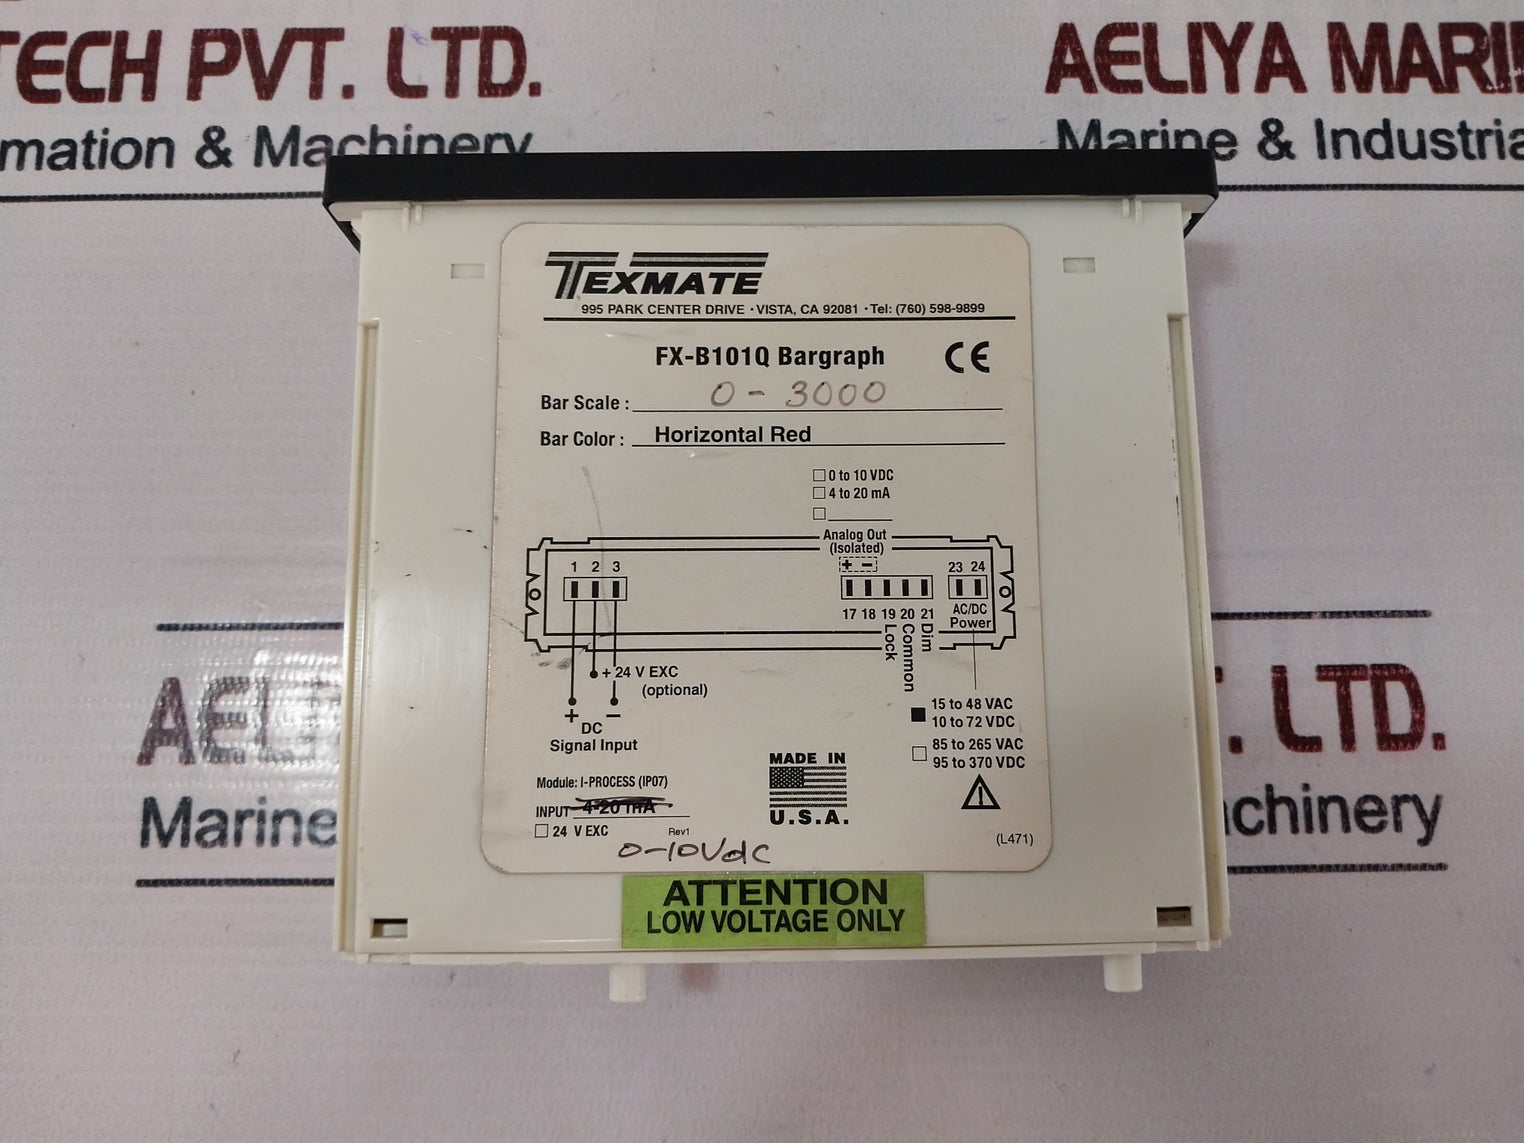 TECH PVT. LTD.
mation & Machinery
AELIYA MARI
Marine & Industria
TEXMATE
995 PARK CENTER DRIVE · VISTA, CA 92081 · Tel: (760) 598-9899
FX-B101Q Bargraph
CE
Bar Scale : 0 - 3000
Bar Color : Horizontal Red
0 to 10 VDC
4 to 20 mA
Analog Out
(Isolated)
+ −
1 2 3
23 24
17 18 19 20 21
AC/DC
Power
Lock
Common
Dim
+ 24 V EXC
(optional)
+ −
DC
Signal Input
15 to 48 VAC
10 to 72 VDC
85 to 265 VAC
95 to 370 VDC
Module: I-PROCESS (IP07)
INPUT 4-20 mA
24 V EXC
Rev1
0-10Vdc
MADE IN
U.S.A.
(L471)
ATTENTION
LOW VOLTAGE ONLY
AEL
. LTD.
Marine
chinery